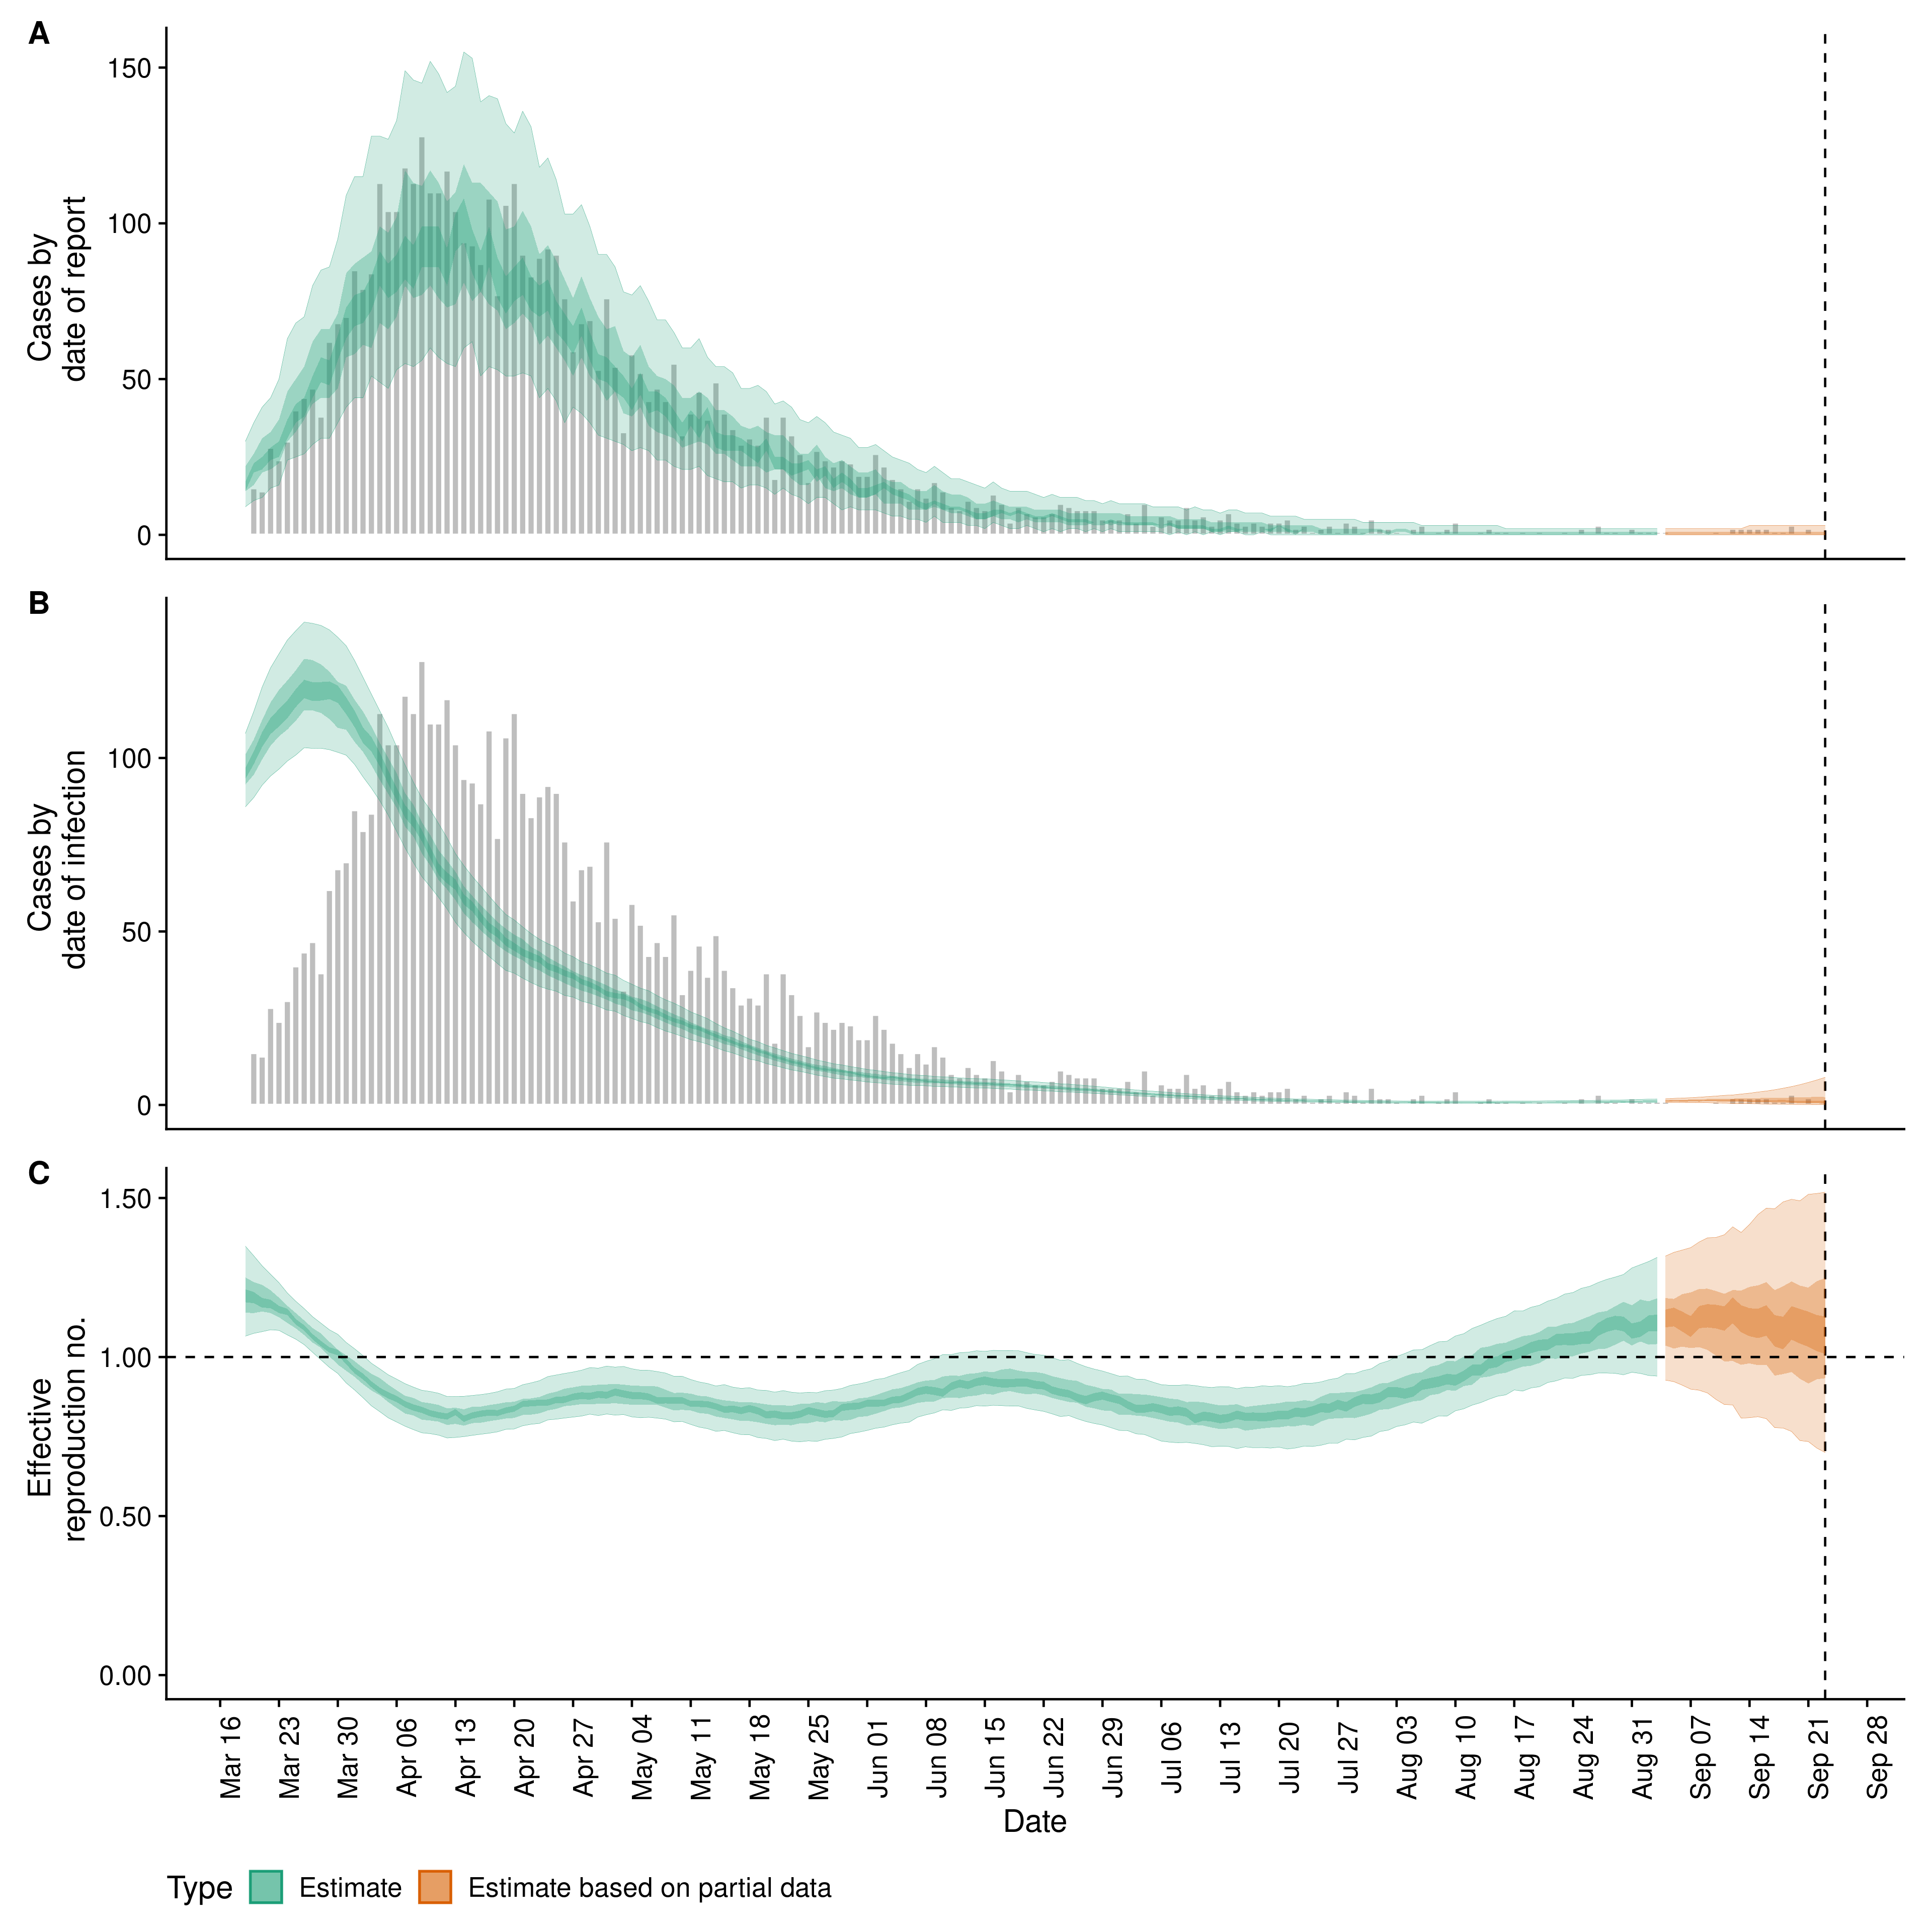 A
150
100
50
0
Cases by
date of report
B
100
50
0
Cases by
date of infection
C
1.50
1.00
0.50
0.00
Effective
reproduction no.
Mar 16
Mar 23
Mar 30
Apr 06
Apr 13
Apr 20
Apr 27
May 04
May 11
May 18
May 25
Jun 01
Jun 08
Jun 15
Jun 22
Jun 29
Jul 06
Jul 13
Jul 20
Jul 27
Aug 03
Aug 10
Aug 17
Aug 24
Aug 31
Sep 07
Sep 14
Sep 21
Sep 28
Date
Type Estimate Estimate based on partial data